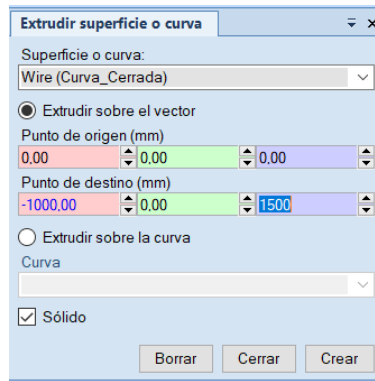 Extrudir superficie o curva
Superficie o curva:
Wire (Curva_Cerrada)
Extrudir sobre el vector
Punto de origen (mm)
0,00 0,00 0,00
Punto de destino (mm)
-1000,00 0,00 1500
Extrudir sobre la curva
Curva
Sólido
Borrar Cerrar Crear